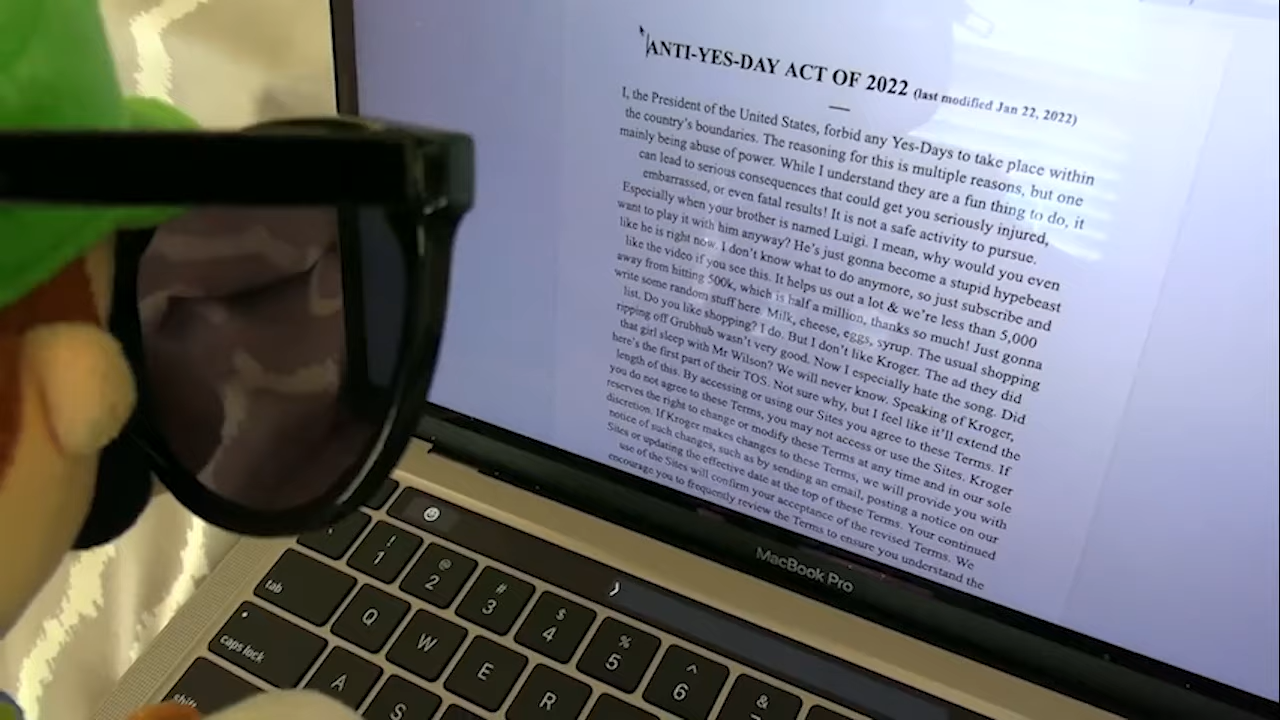 ANTI-YES-DAY ACT OF 2022 (last modified Jan 22, 2022)
I, the President of the United States, forbid any Yes-Days to take place within
the country's boundaries. The reasoning for this is multiple reasons, but one
mainly being abuse of power. While I understand they are a fun thing to do, it
can lead to serious consequences that could get you seriously injured,
embarrassed, or even fatal results! It is not a safe activity to pursue.
Especially when your brother is named Luigi. I mean, why would you even
want to play it with him anyway? He's just gonna become a stupid hypebeast
like he is right now. I don't know what to do anymore, so just subscribe and
like the video if you see this. It helps us out a lot & we're less than 5,000
away from hitting 500k, which is half a million, thanks so much! Just gonna
write some random stuff here. Milk, cheese, eggs, syrup. The usual shopping
list. Do you like shopping? I do. But I don't like Kroger. The ad they did
ripping off Grubhub wasn't very good. Now I especially hate the song. Did
that girl sleep with Mr Wilson? We will never know. Speaking of Kroger,
here's the first part of their TOS. Not sure why, but I feel like it'll extend the
length of this. By accessing or using our Sites you agree to these Terms. If
you do not agree to these Terms, you may not access or use the Sites. Kroger
reserves the right to change or modify these Terms at any time and in our sole
discretion. If Kroger makes changes to these Terms, we will provide you with
notice of such changes, such as by sending an email, posting a notice on our
Sites or updating the effective date at the top of these Terms. Your continued
use of the Sites will confirm your acceptance of the revised Terms. We
encourage you to frequently review the Terms to ensure you understand the
MacBook Pro
! 1 @ 2 # 3 $ 4 % 5 ^ 6 &
tab Q W E R
caps lock A S
shift